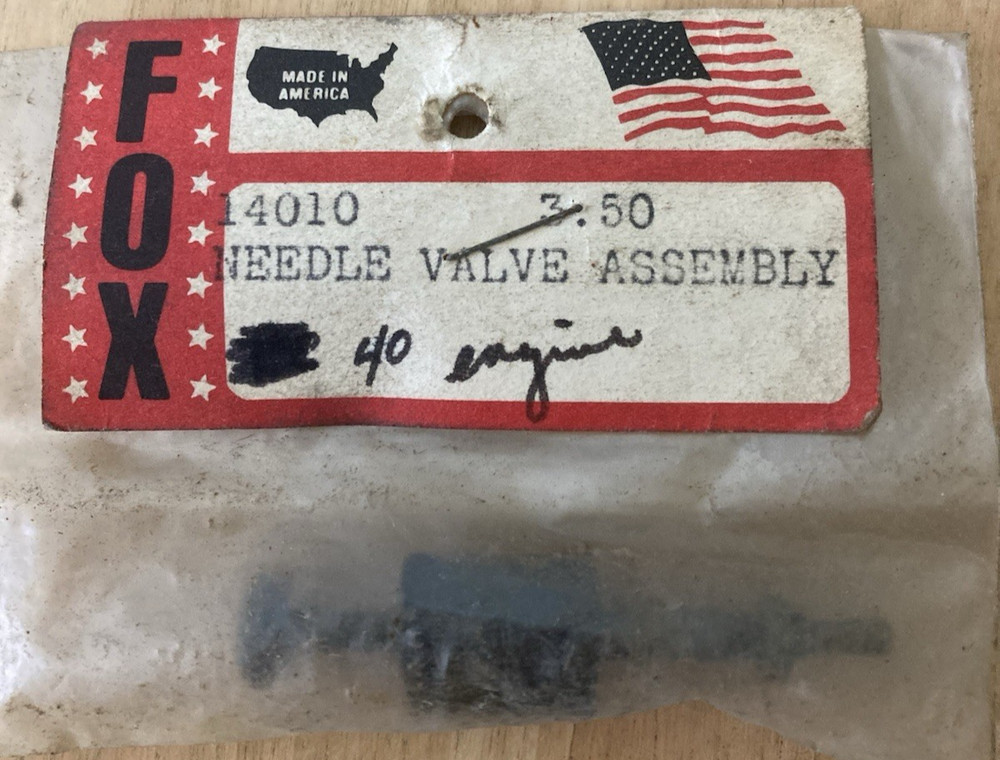 FOX
MADE IN
AMERICA
14010 3.50
NEEDLE VALVE ASSEMBLY
40 engine